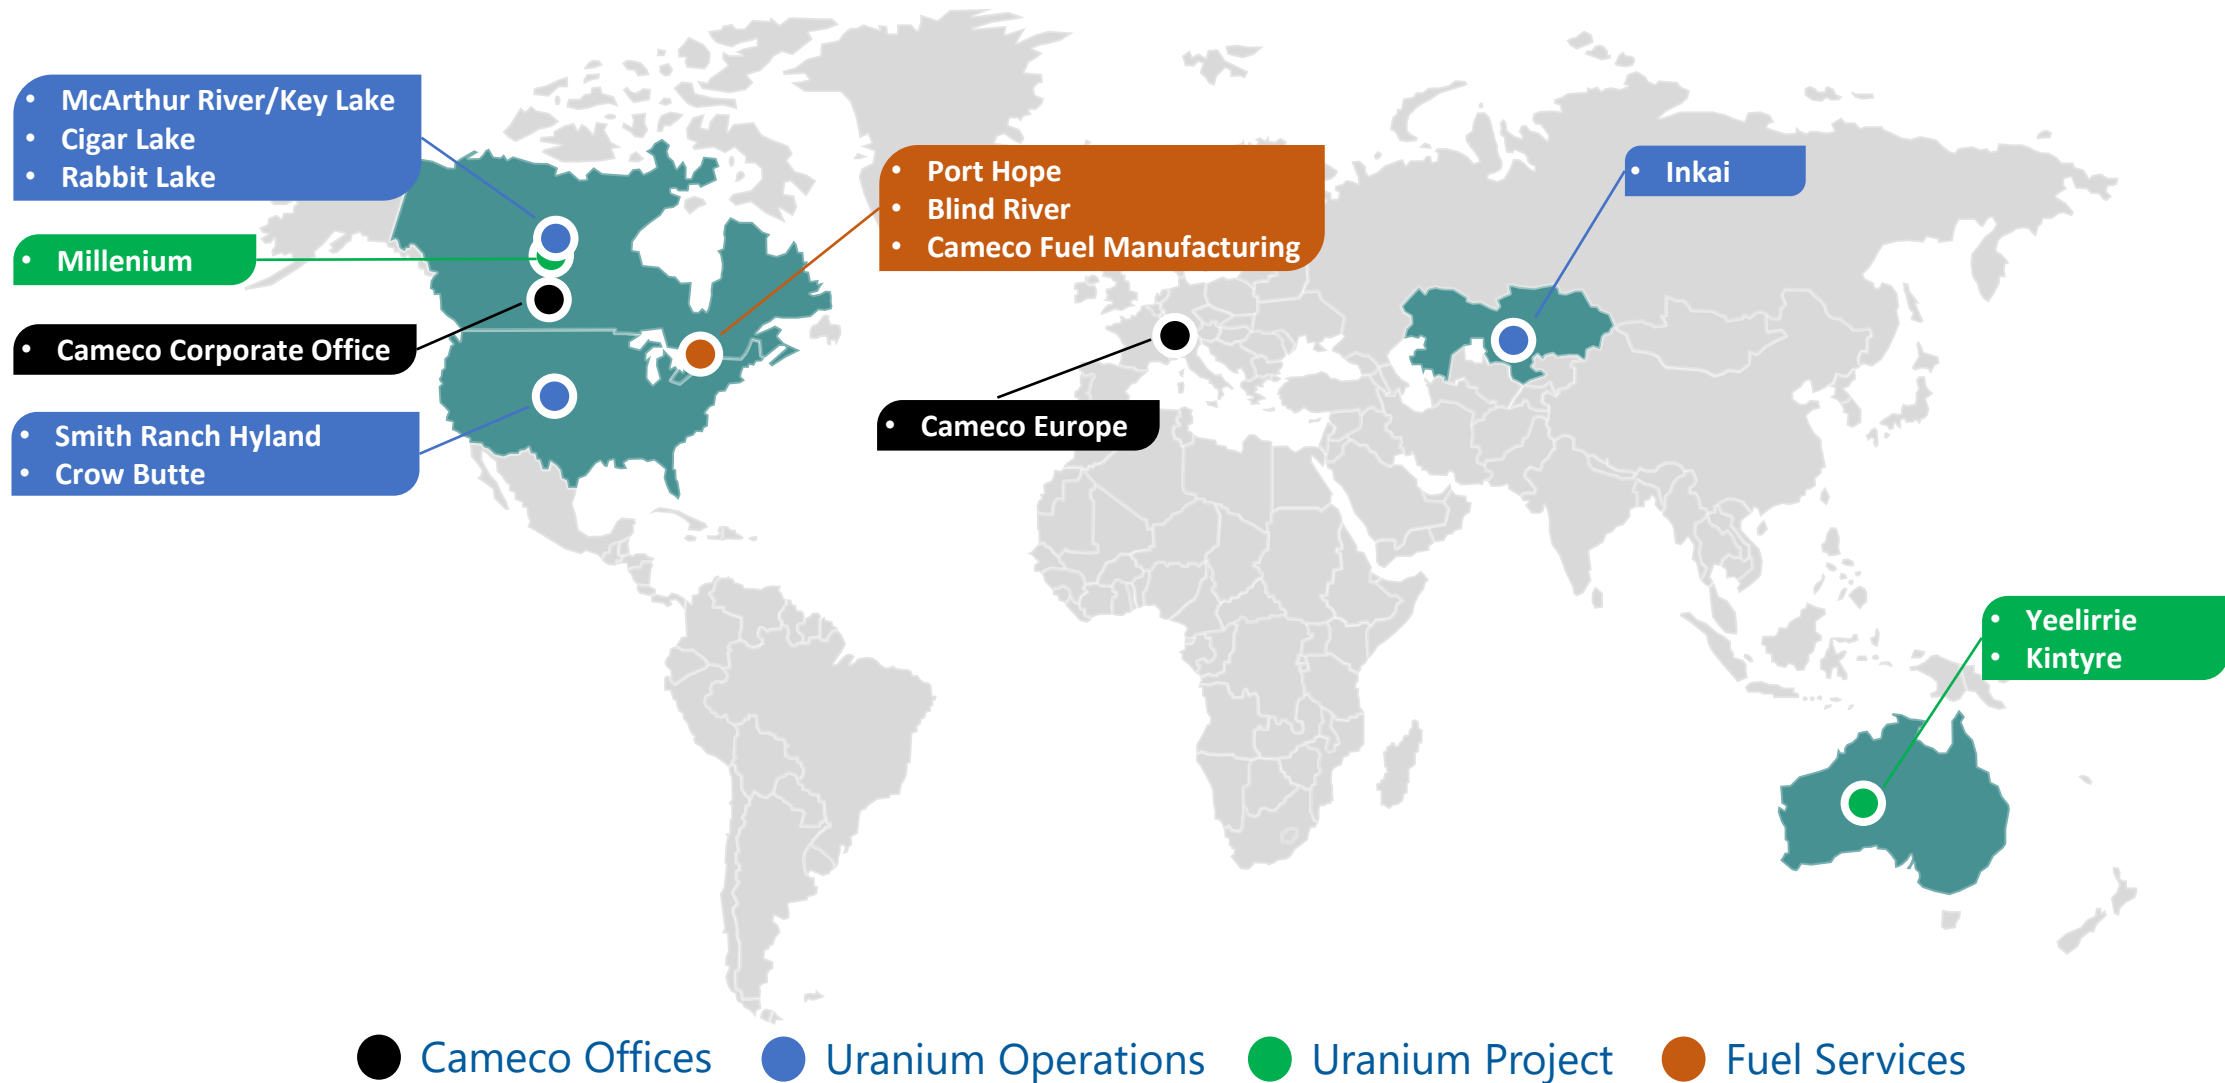 • McArthur River/Key Lake
• Cigar Lake
• Rabbit Lake
• Millenium
• Cameco Corporate Office
• Smith Ranch Hyland
• Crow Butte
• Port Hope
• Blind River
• Cameco Fuel Manufacturing
• Cameco Europe
• Inkai
• Yeelirrie
• Kintyre
Cameco Offices
Uranium Operations
Uranium Project
Fuel Services